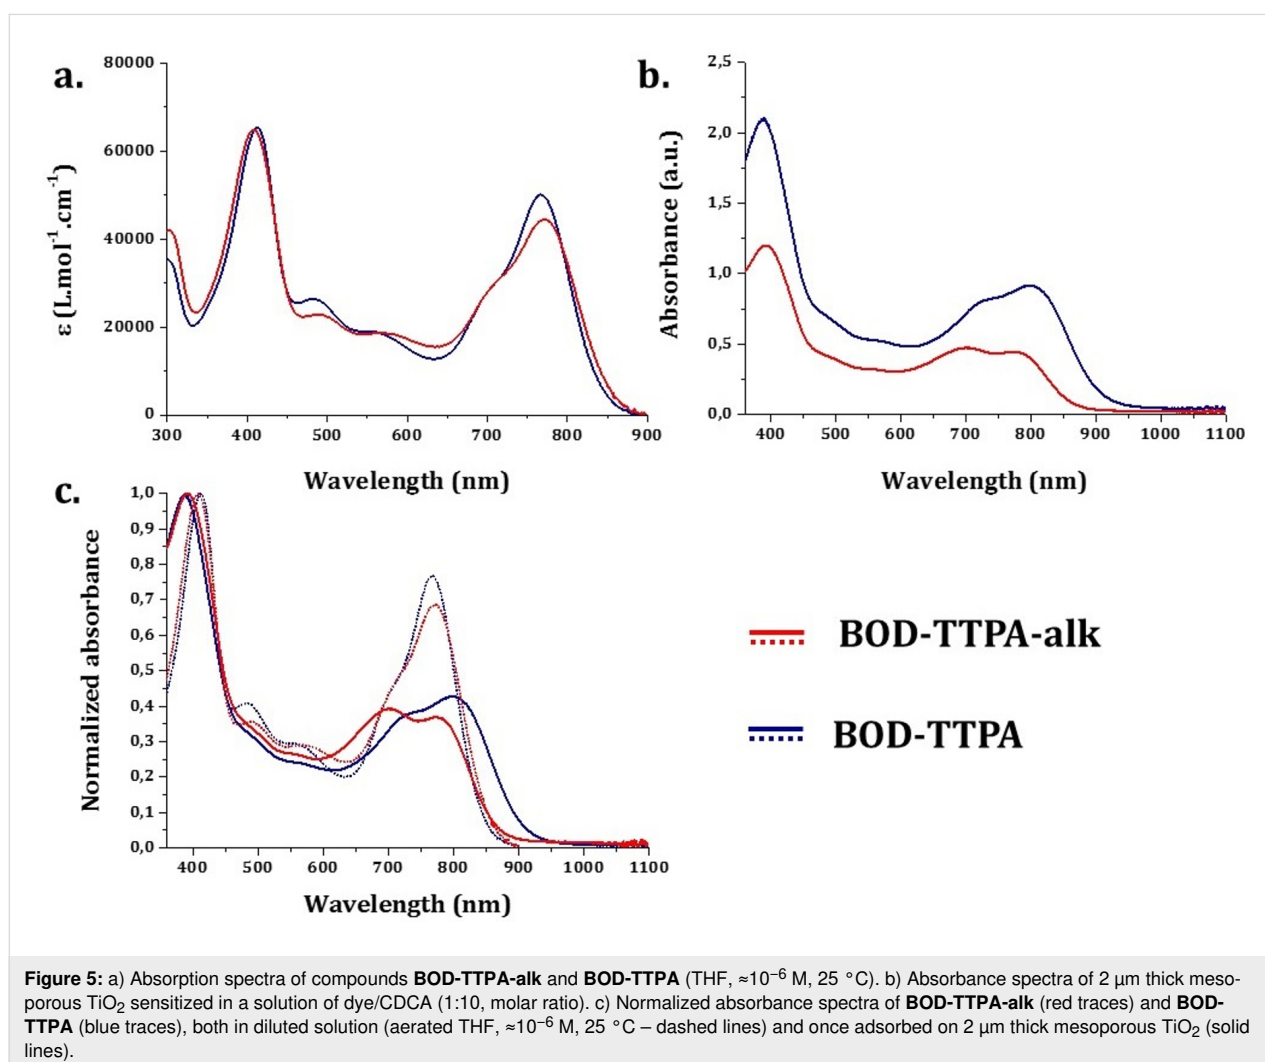 a.
80000
60000
40000
20000
0
ε (L.mol⁻¹.cm⁻¹)
300 400 500 600 700 800 900
Wavelength (nm)
b.
2,5
2,0
1,5
1,0
0,5
0,0
Absorbance (a.u.)
400 500 600 700 800 900 1000 1100
Wavelength (nm)
c.
1,0
0,9
0,8
0,7
0,6
0,5
0,4
0,3
0,2
0,1
0,0
Normalized absorbance
400 500 600 700 800 900 1000 1100
Wavelength (nm)
BOD-TTPA-alk
BOD-TTPA
Figure 5: a) Absorption spectra of compounds BOD-TTPA-alk and BOD-TTPA (THF, ≈10⁻⁶ M, 25 °C). b) Absorbance spectra of 2 µm thick meso-
porous TiO₂ sensitized in a solution of dye/CDCA (1:10, molar ratio). c) Normalized absorbance spectra of BOD-TTPA-alk (red traces) and BOD-
TTPA (blue traces), both in diluted solution (aerated THF, ≈10⁻⁶ M, 25 °C – dashed lines) and once adsorbed on 2 µm thick mesoporous TiO₂ (solid
lines).